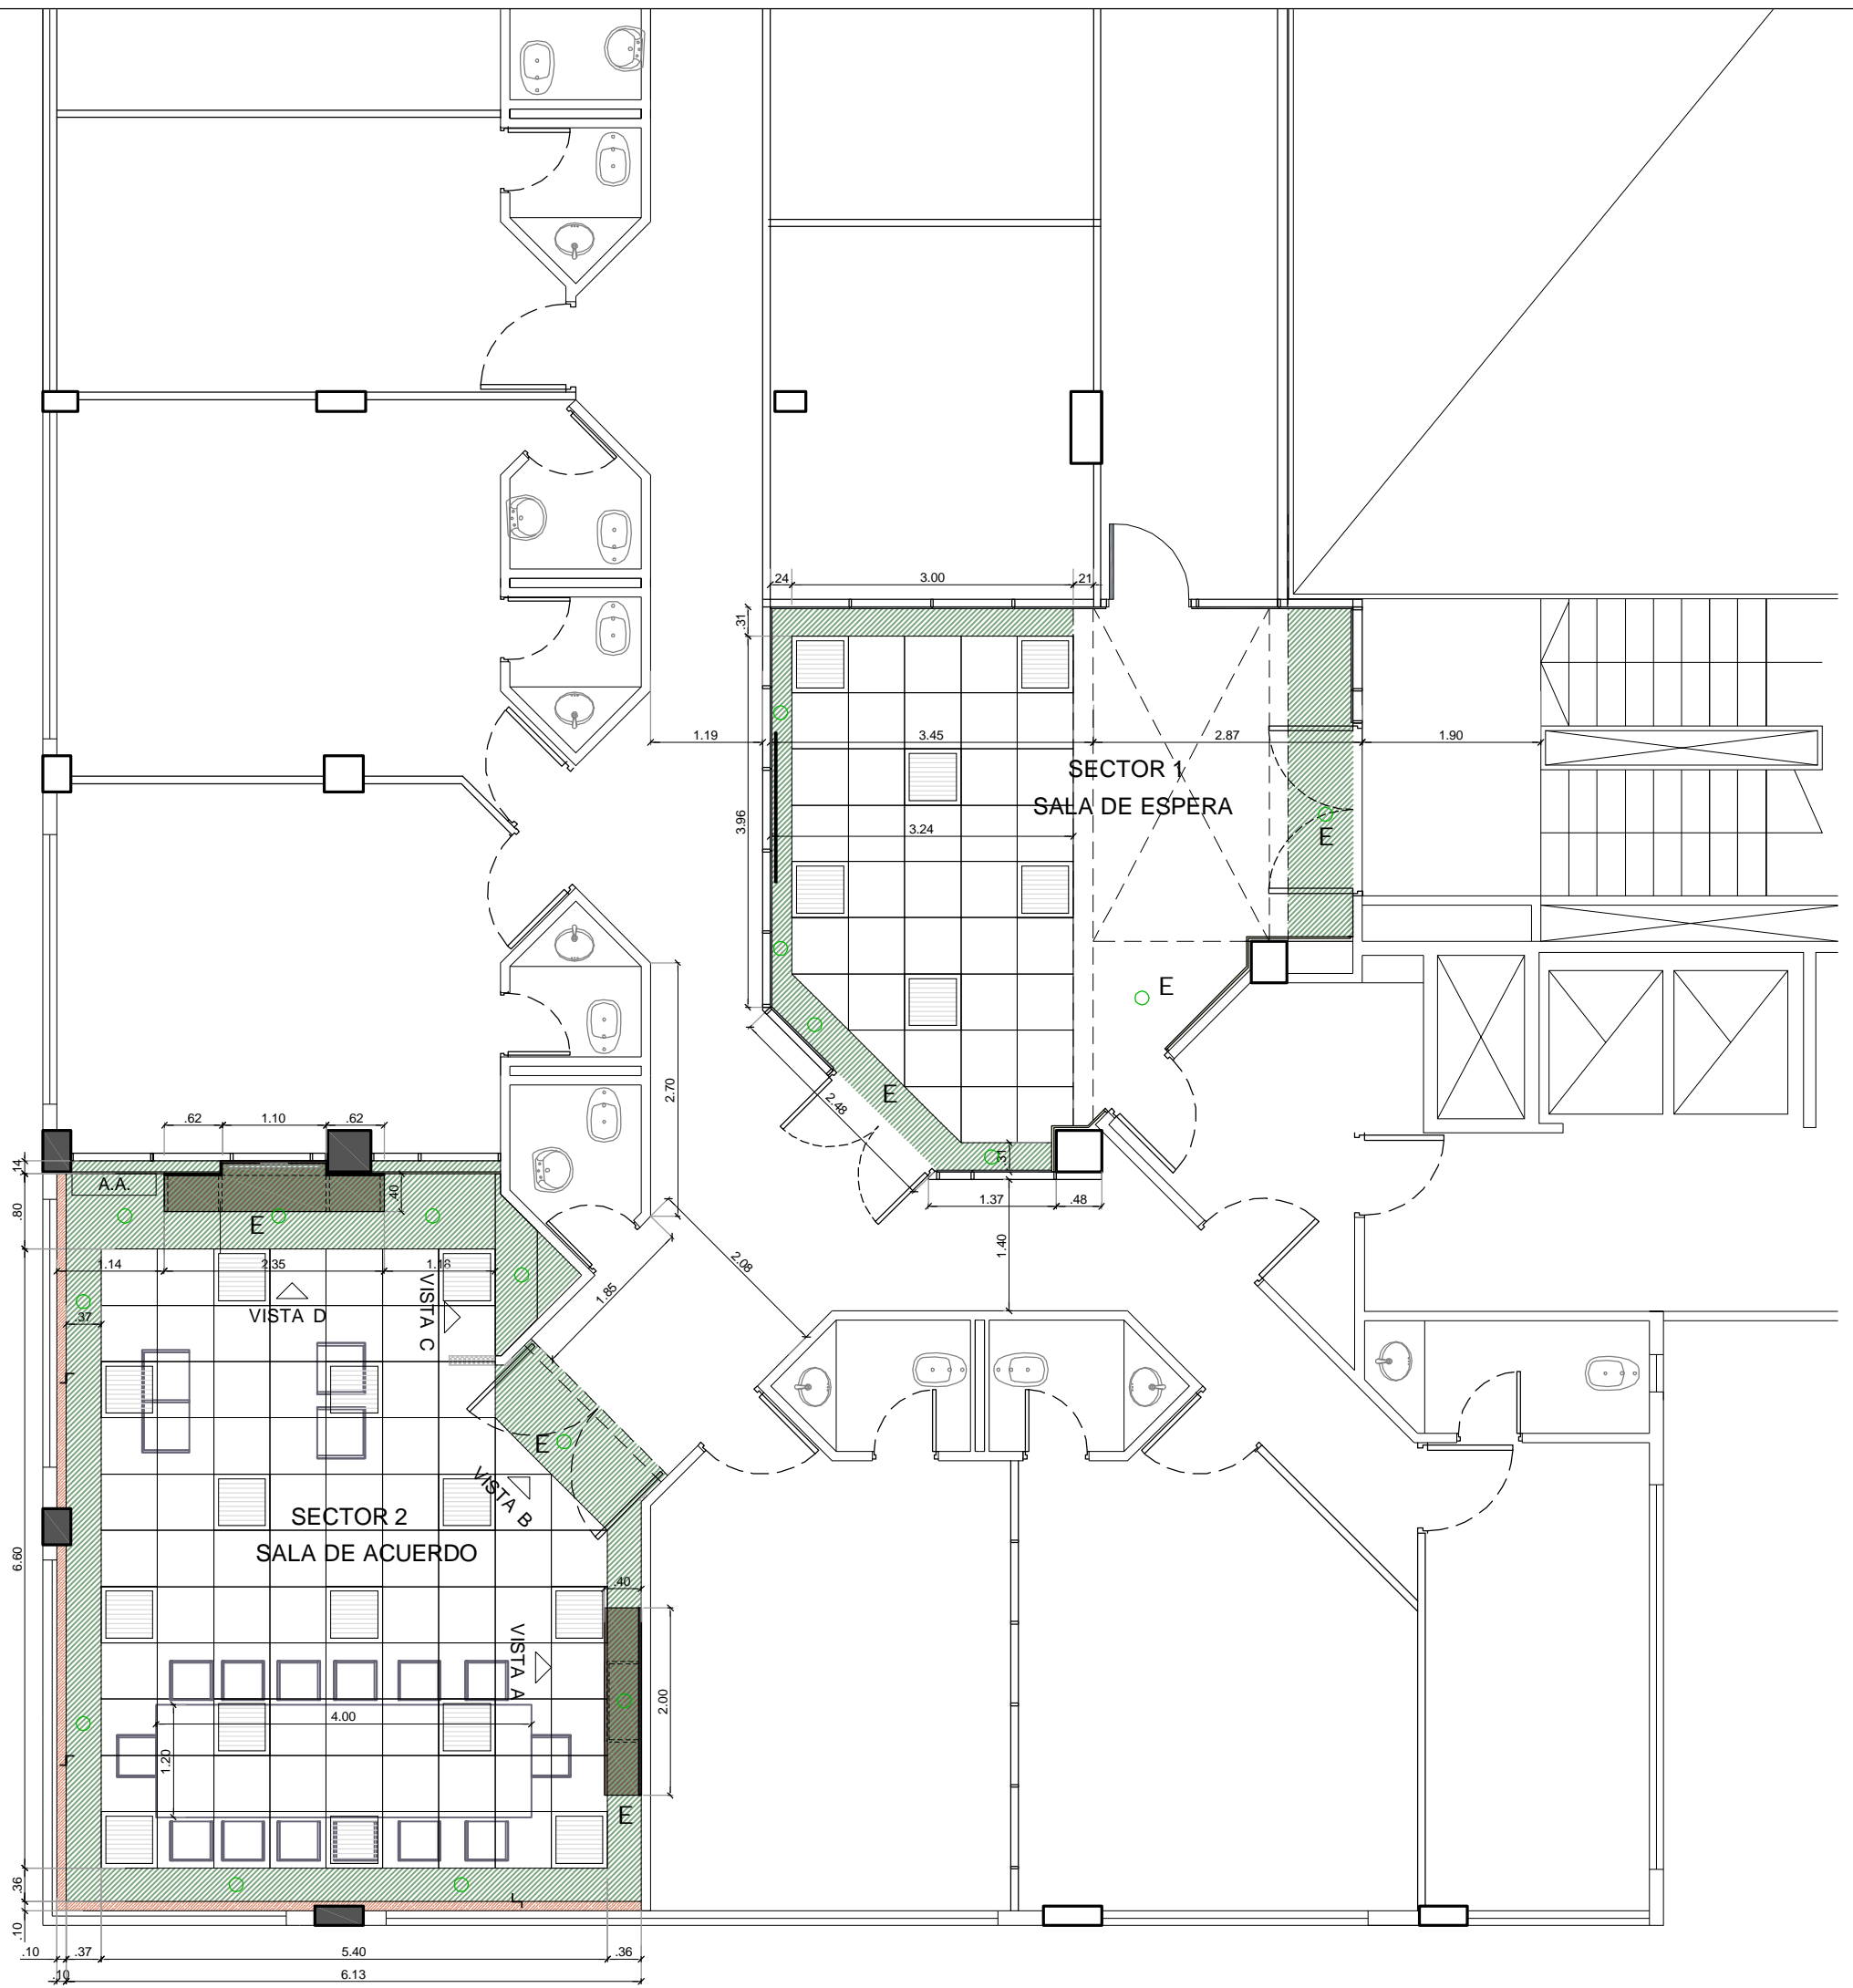 24
3.00
21
.31
1.19
3.45
2.87
1.90
SECTOR 1
SALA DE ESPERA
3.96
3.24
E
E
E
2.48
2.70
.31
1.37
.48
1.40
.62
1.10
.62
.14
A.A.
.40
.80
E
1.14
2.35
1.16
2.08
1.85
VISTA D
VISTA C
.37
E
VISTA B
SECTOR 2
SALA DE ACUERDO
6.60
.40
VISTA A
2.00
4.00
1.20
E
.36
.10
.10
.37
5.40
.36
.10
6.13